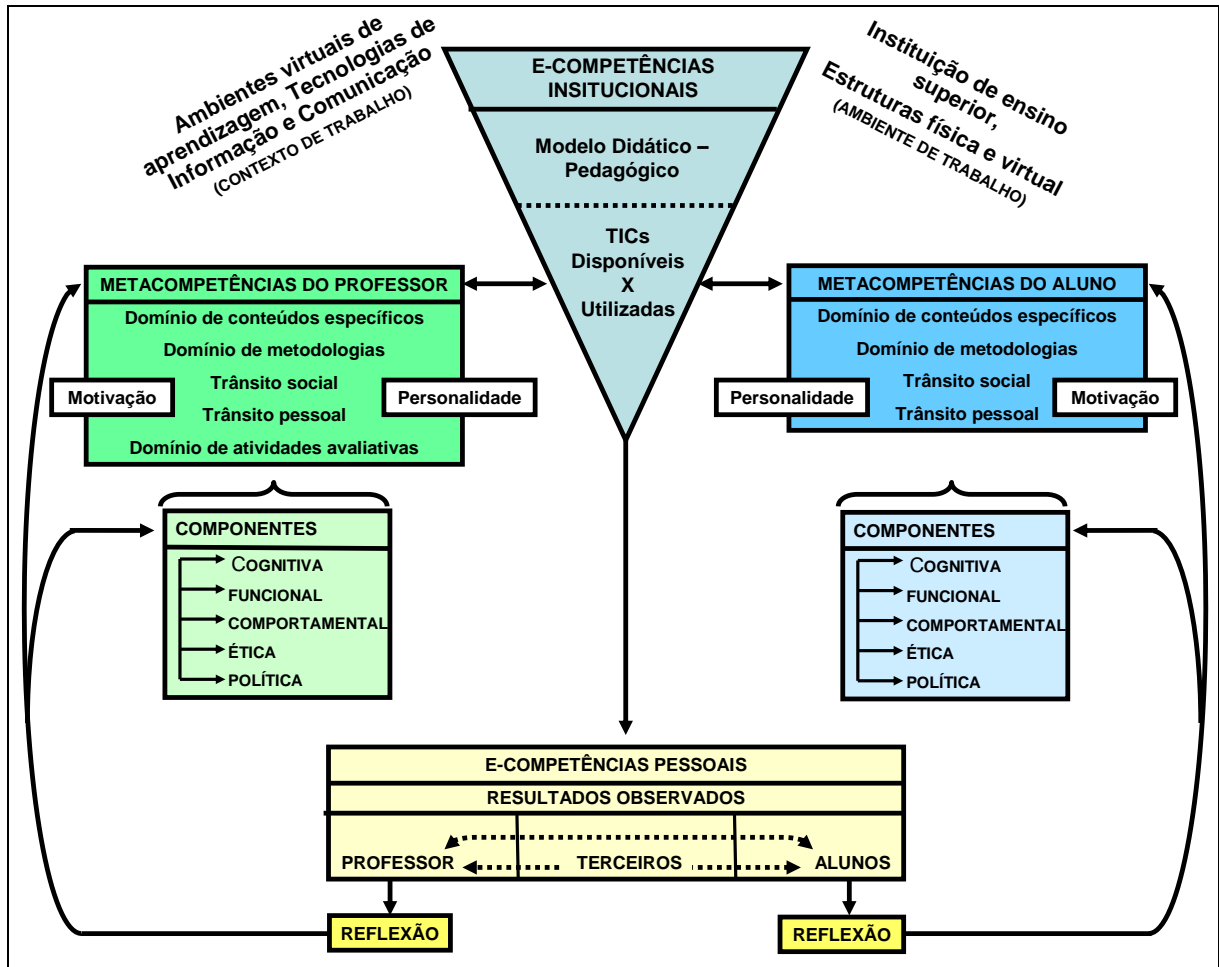 Ambientes virtuais de
aprendizagem, Tecnologias de
Informação e Comunicação
(CONTEXTO DE TRABALHO)
E-COMPETÊNCIAS
INSITUCIONAIS
Modelo Didático –
Pedagógico
TICs
Disponíveis
X
Utilizadas
Instituição de ensino
superior,
Estruturas física e virtual
(AMBIENTE DE TRABALHO)
METACOMPETÊNCIAS DO PROFESSOR
Domínio de conteúdos específicos
Domínio de metodologias
Trânsito social
Trânsito pessoal
Domínio de atividades avaliativas
Motivação
Personalidade
METACOMPETÊNCIAS DO ALUNO
Domínio de conteúdos específicos
Domínio de metodologias
Trânsito social
Trânsito pessoal
Personalidade
Motivação
COMPONENTES
COGNITIVA
FUNCIONAL
COMPORTAMENTAL
ÉTICA
POLÍTICA
COMPONENTES
COGNITIVA
FUNCIONAL
COMPORTAMENTAL
ÉTICA
POLÍTICA
E-COMPETÊNCIAS PESSOAIS
RESULTADOS OBSERVADOS
PROFESSOR
TERCEIROS
ALUNOS
REFLEXÃO
REFLEXÃO